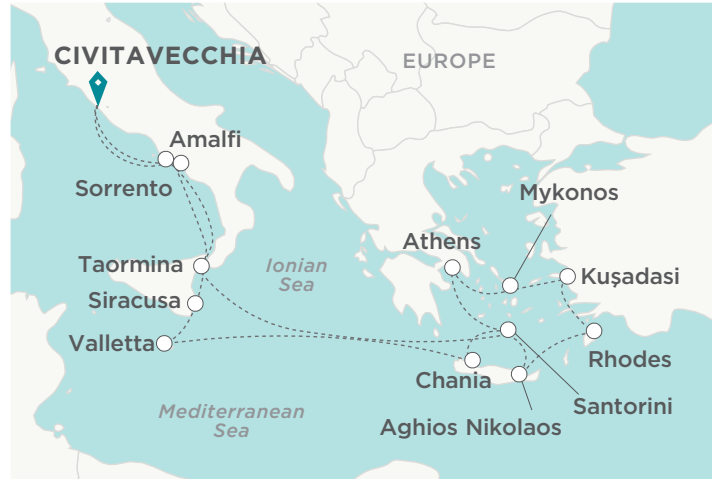 CIVITAVECCHIA
EUROPE
Amalfi
Sorrento
Mykonos
Athens
Taormina
Ionian
Sea
Kuşadasi
Siracusa
Valletta
Rhodes
Chania
Santorini
Mediterranean
Sea
Aghios Nikolaos